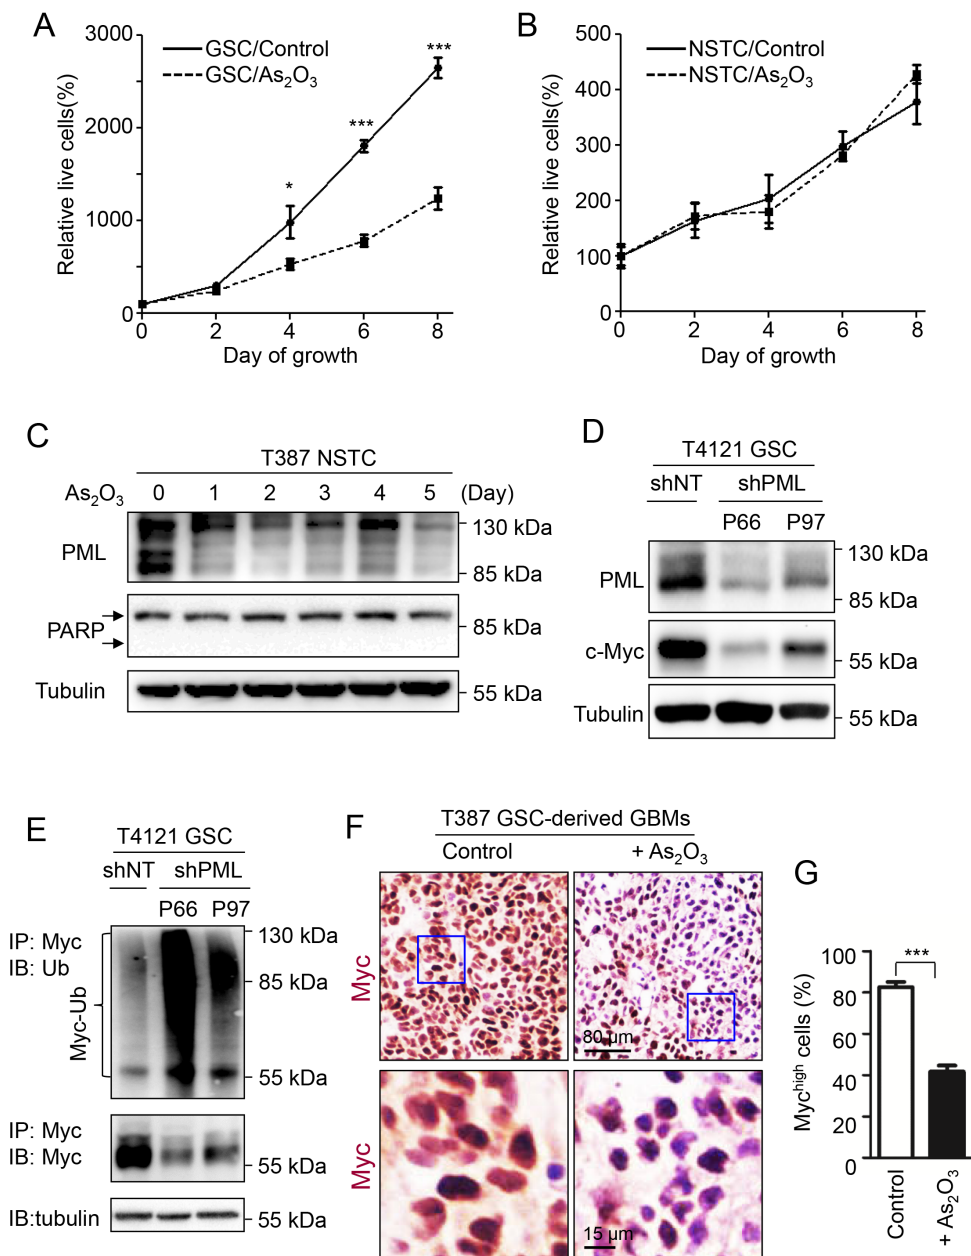 A
3000
2000
1000
0
Relative live cells(%)
GSC/Control
GSC/As₂O₃
*
***
***
0 2 4 6 8
Day of growth
B
500
400
300
200
100
0
Relative live cells(%)
NSTC/Control
NSTC/As₂O₃
0 2 4 6 8
Day of growth
C
T387 NSTC
As₂O₃ 0 1 2 3 4 5 (Day)
PML
130 kDa
85 kDa
PARP
85 kDa
Tubulin
55 kDa
D
T4121 GSC
shNT shPML
P66 P97
PML
130 kDa
85 kDa
c-Myc
55 kDa
Tubulin
55 kDa
E
T4121 GSC
shNT shPML
P66 P97
IP: Myc
IB: Ub
Myc-Ub
130 kDa
85 kDa
55 kDa
IP: Myc
IB: Myc
55 kDa
IB:tubulin
55 kDa
F
T387 GSC-derived GBMs
Control + As₂O₃
Myc
80 µm
Myc
15 µm
G
Myc^high cells (%)
100
80
60
40
20
0
***
Control
+ As₂O₃